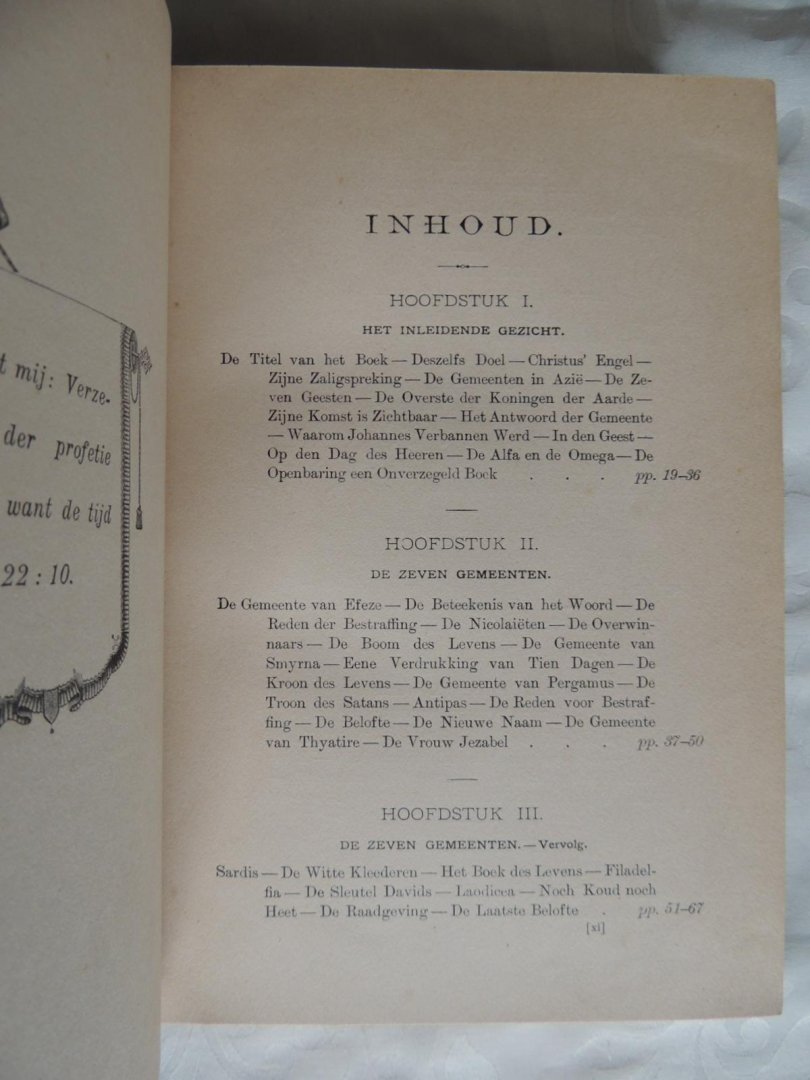 t mij: Verze-
der profetie
want de tijd
22 : 10.
INHOUD.
HOOFDSTUK I.
HET INLEIDENDE GEZICHT.
De Titel van het Boek — Deszelfs Doel — Christus' Engel —
Zijne Zaligspreking — De Gemeenten in Azië — De Ze-
ven Geesten — De Overste der Koningen der Aarde —
Zijne Komst is Zichtbaar — Het Antwoord der Gemeente
— Waarom Johannes Verbannen Werd — In den Geest —
Op den Dag des Heeren — De Alfa en de Omega — De
Openbaring een Onverzegeld Boek . . . pp. 19–36
HOOFDSTUK II.
DE ZEVEN GEMEENTEN.
De Gemeente van Efeze — De Beteekenis van het Woord — De
Reden der Bestraffing — De Nicolaiëten — De Overwin-
naars — De Boom des Levens — De Gemeente van
Smyrna — Eene Verdrukking van Tien Dagen — De
Kroon des Levens — De Gemeente van Pergamus — De
Troon des Satans — Antipas — De Reden voor Bestraf-
fing — De Belofte — De Nieuwe Naam — De Gemeente
van Thyatire — De Vrouw Jezabel . . . pp. 37–50
HOOFDSTUK III.
DE ZEVEN GEMEENTEN. — Vervolg.
Sardis — De Witte Kleederen — Het Boek des Levens — Filadel-
fia — De Sleutel Davids — Laodicea — Noch Koud noch
Heet — De Raadgeving — De Laatste Belofte . pp. 51–67
[xi]